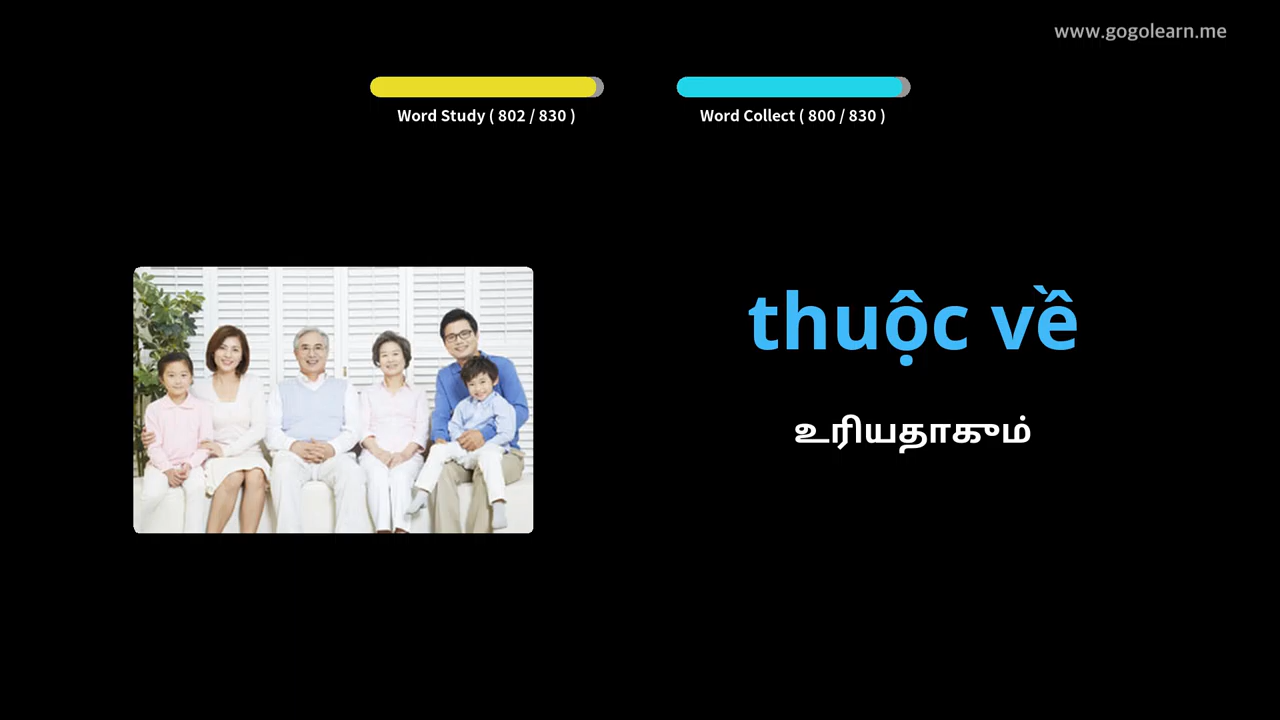 www.gogolearn.me
Word Study ( 802 / 830 )
Word Collect ( 800 / 830 )
thuộc về
உரியதாகும்